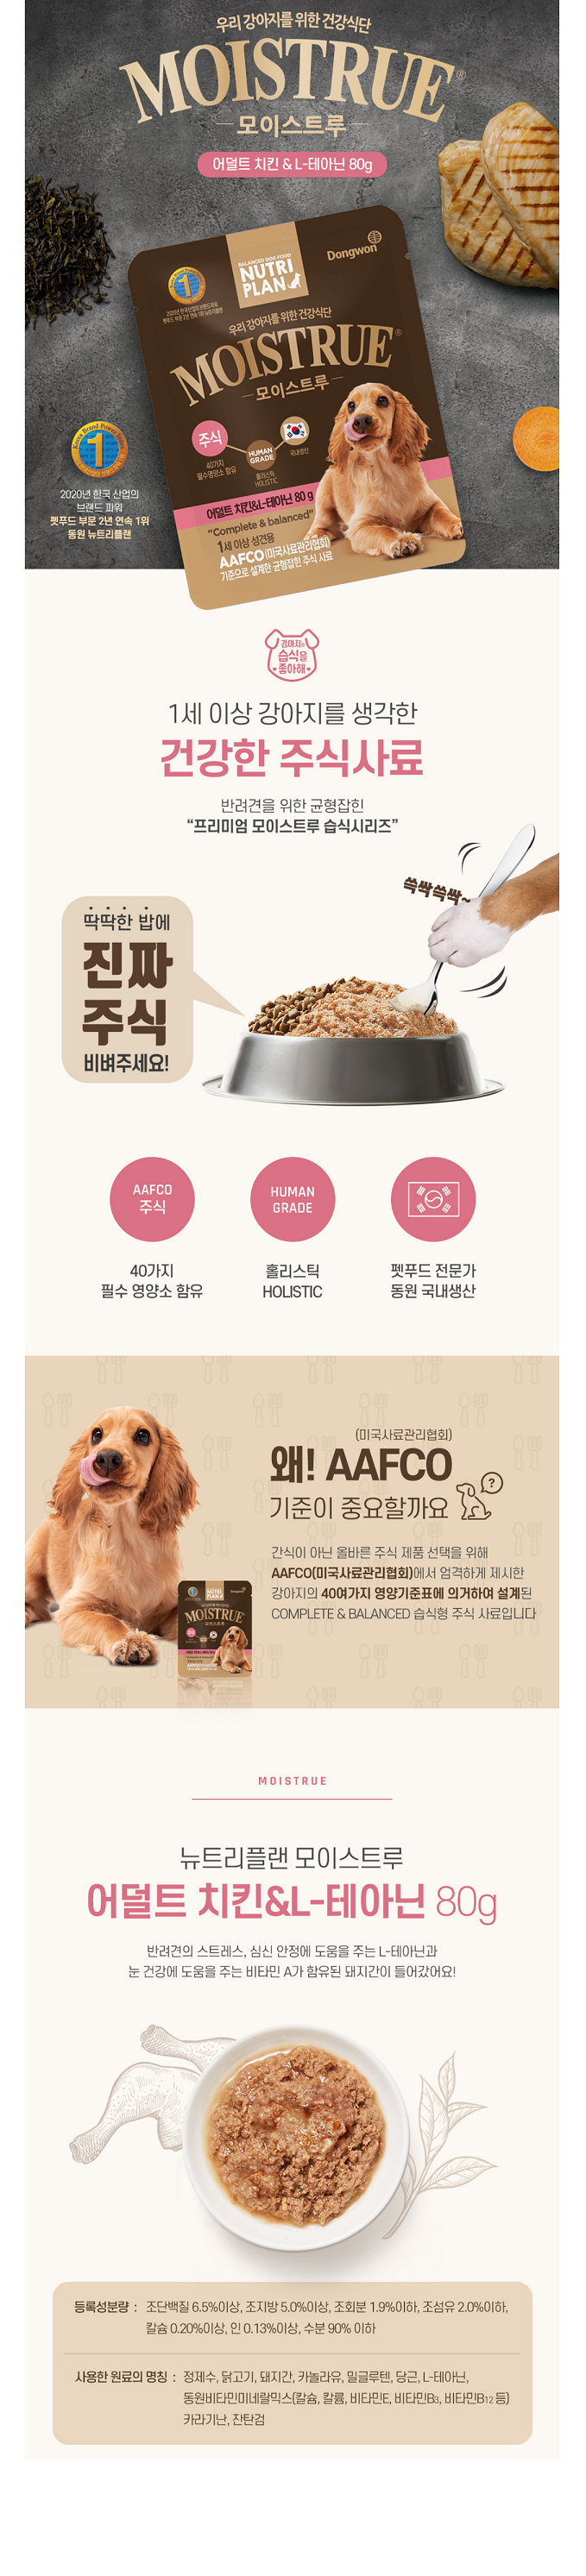 우리 강아지를 위한 건강식단
MOISTRUE®
모이스트루
어덜트 치킨 & L-테아닌 80g
BALANCED DOG FOOD
NUTRI
PLAN
Dongwon
1
우리 강아지를 위한 건강식단
MOISTRUE®
모이스트루
주식
40가지
필수영양소 함유
HUMAN
GRADE
홀리스틱
HOLISTIC
국내생산
어덜트 치킨&L-테아닌 80 g
"Complete & balanced"
1세 이상 성견용
AAFCO(미국사료관리협회)
기준으로 설계한 균형잡힌 주식 사료
Korea Brand Power Index
1
2020년 한국 산업의
브랜드 파워
펫푸드 부문 2년 연속 1위
동원 뉴트리플랜
강아지는
습식을
좋아해
1세 이상 강아지를 생각한
건강한 주식사료
반려견을 위한 균형잡힌
“프리미엄 모이스트루 습식시리즈”
쓱싹쓱싹~
딱딱한 밥에
진짜
주식
비벼주세요!
AAFCO
주식
HUMAN
GRADE
40가지
필수 영양소 함유
홀리스틱
HOLISTIC
펫푸드 전문가
동원 국내생산
(미국사료관리협회)
왜! AAFCO
기준이 중요할까요
?
간식이 아닌 올바른 주식 제품 선택을 위해
AAFCO(미국사료관리협회)에서 엄격하게 제시한
강아지의 40여가지 영양기준표에 의거하여 설계된
COMPLETE & BALANCED 습식형 주식 사료입니다
NUTRI
PLAN
Dongwon
MOISTRUE
MOISTRUE
뉴트리플랜 모이스트루
어덜트 치킨&L-테아닌 80g
반려견의 스트레스, 심신 안정에 도움을 주는 L-테아닌과
눈 건강에 도움을 주는 비타민 A가 함유된 돼지간이 들어갔어요!
등록성분량 : 조단백질 6.5%이상, 조지방 5.0%이상, 조회분 1.9%이하, 조섬유 2.0%이하,
칼슘 0.20%이상, 인 0.13%이상, 수분 90% 이하
사용한 원료의 명칭 : 정제수, 닭고기, 돼지간, 카놀라유, 밀글루텐, 당근, L-테아닌,
동원비타민미네랄믹스(칼슘, 칼륨, 비타민E, 비타민B3, 비타민B12 등)
카라기난, 잔탄검